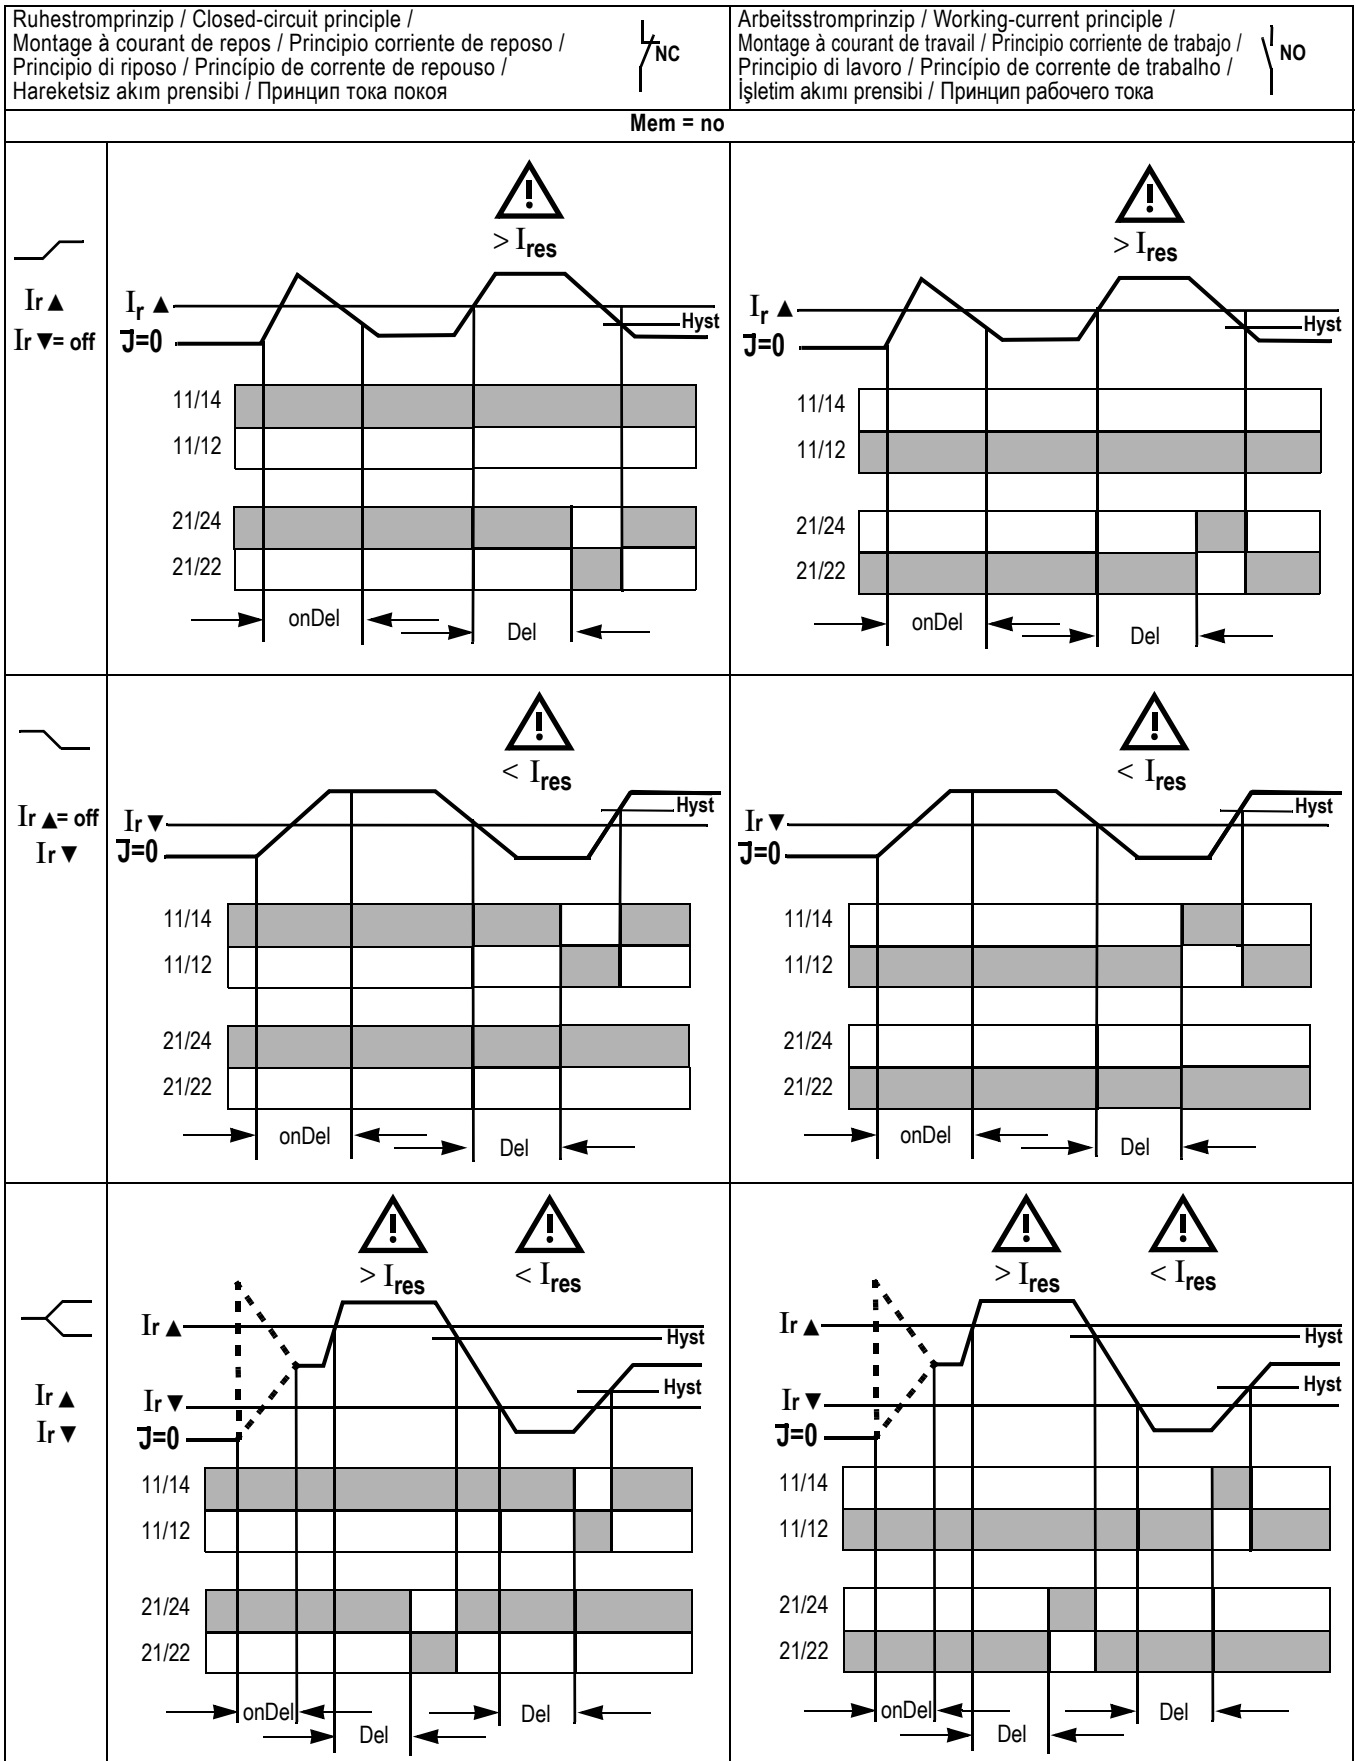 Ruhestromprinzip / Closed-circuit principle /
Montage à courant de repos / Principio corriente de reposo /
Principio di riposo / Princípio de corrente de repouso /
Hareketsiz akım prensibi / Принцип тока покоя
NC
Arbeitsstromprinzip / Working-current principle /
Montage à courant de travail / Principio corriente de trabajo /
Principio di lavoro / Princípio de corrente de trabalho /
İşletim akımı prensibi / Принцип рабочего тока
NO
Mem = no
Ir ▲
Ir ▼= off
> Ires
Ir ▲
Hyst
J=0
11/14
11/12
21/24
21/22
onDel
Del
> Ires
Ir ▲
Hyst
J=0
11/14
11/12
21/24
21/22
onDel
Del
Ir ▲= off
Ir ▼
< Ires
Hyst
Ir ▼
J=0
11/14
11/12
21/24
21/22
onDel
Del
< Ires
Hyst
Ir ▼
J=0
11/14
11/12
21/24
21/22
onDel
Del
Ir ▲
Ir ▼
> Ires
< Ires
Ir ▲
Hyst
Hyst
Ir ▼
J=0
11/14
11/12
21/24
21/22
onDel
Del
Del
> Ires
< Ires
Ir ▲
Hyst
Hyst
Ir ▼
J=0
11/14
11/12
21/24
21/22
onDel
Del
Del